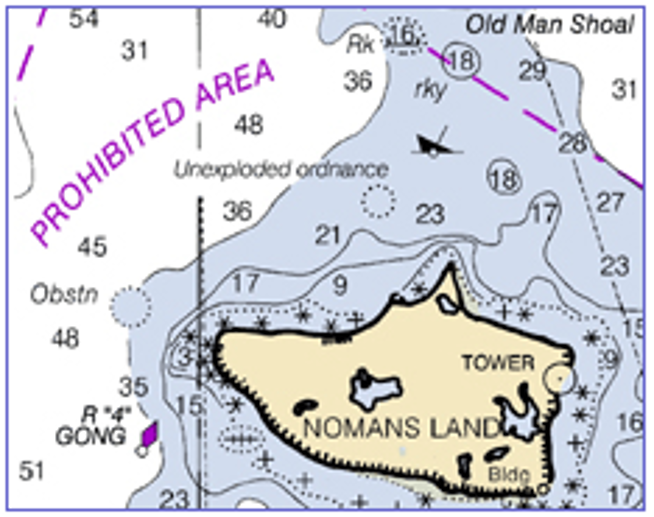 54
40
Old Man Shoal
31
Rk
16
18
29
36
rky
31
PROHIBITED AREA
48
28
Unexploded ordnance
18
36
23
17
27
21
45
23
17
9
Obstn
15
48
3
TOWER
9
35
15
R "4"
GONG
NOMANS LAND
16
51
Bldg
23
17